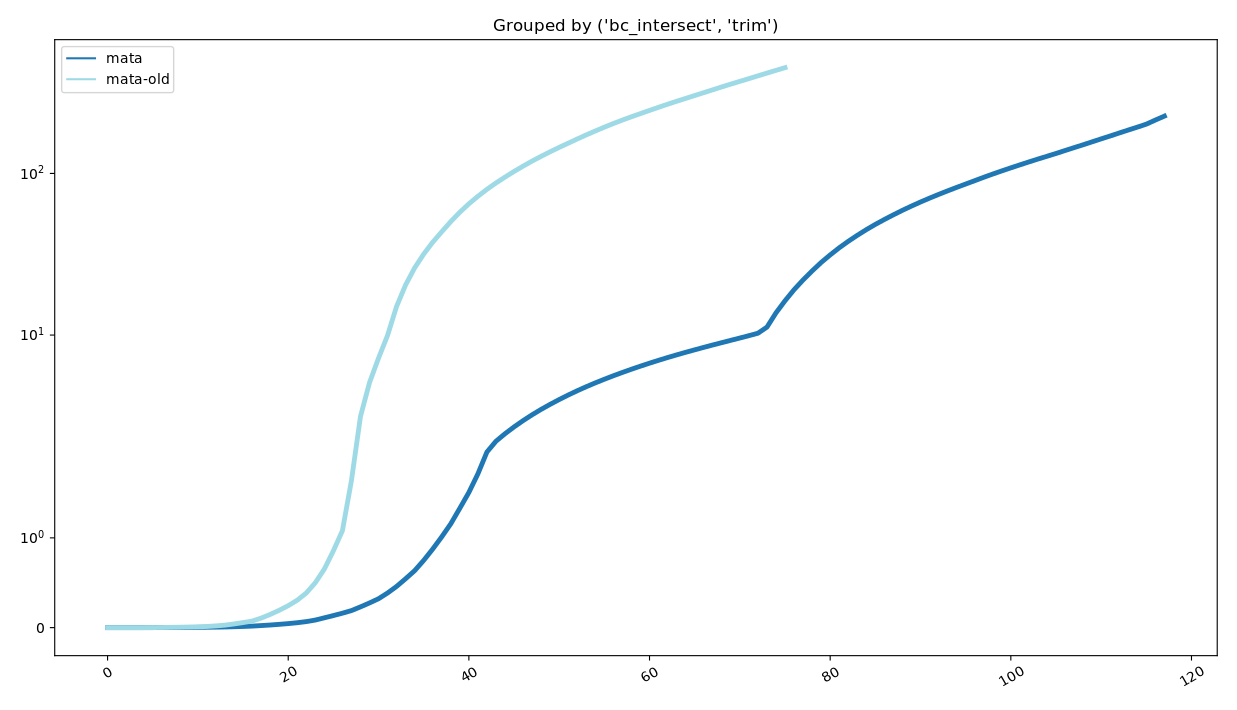 Grouped by ('bc_intersect', 'trim')
mata
mata-old
10²
10¹
10⁰
0
0 20 40 60 80 100 120